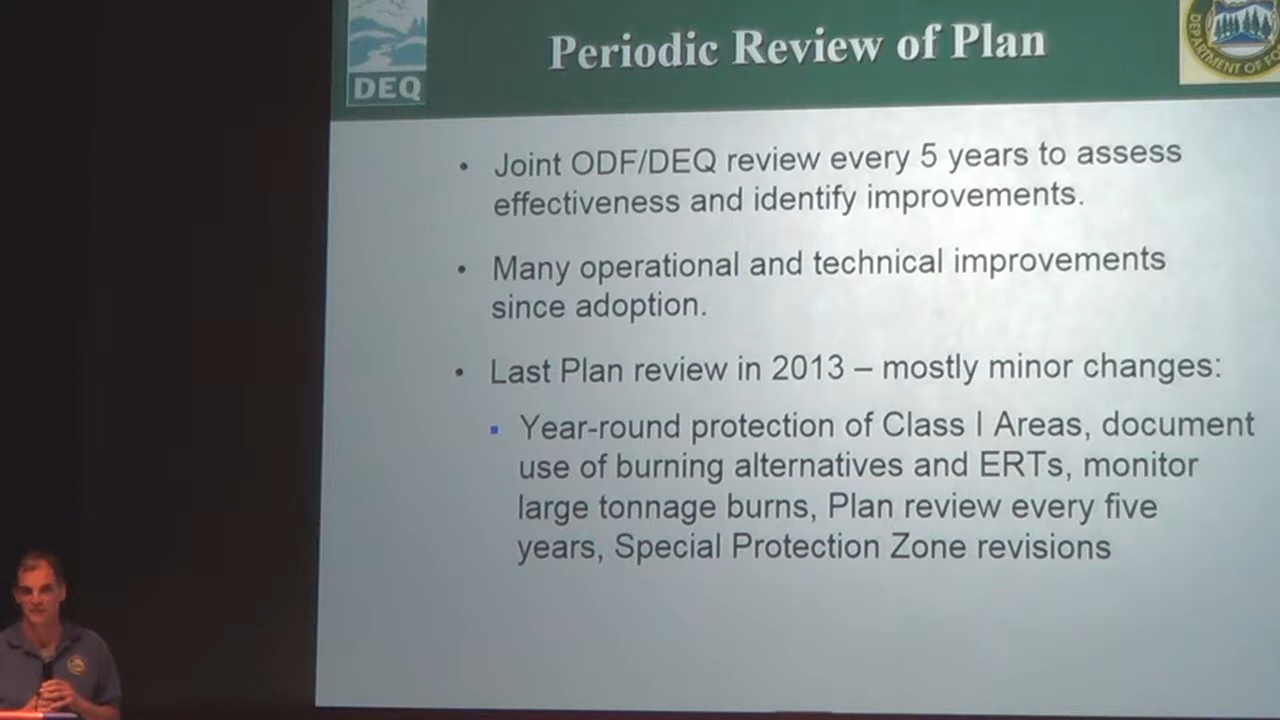 DEQ
Periodic Review of Plan
DEPARTMENT OF
• Joint ODF/DEQ review every 5 years to assess
effectiveness and identify improvements.
• Many operational and technical improvements
since adoption.
• Last Plan review in 2013 – mostly minor changes:
▪ Year-round protection of Class I Areas, document
use of burning alternatives and ERTs, monitor
large tonnage burns, Plan review every five
years, Special Protection Zone revisions